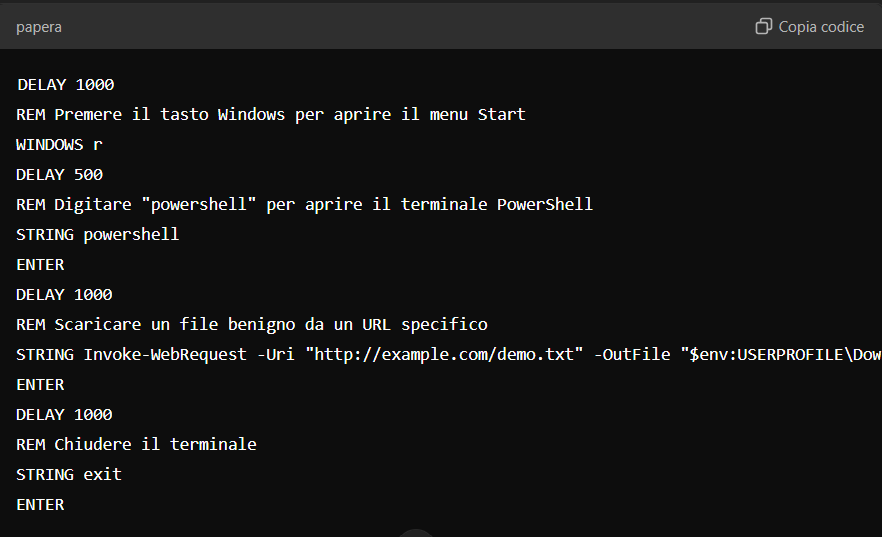 papera
Copia codice
DELAY 1000
REM Premere il tasto Windows per aprire il menu Start
WINDOWS r
DELAY 500
REM Digitare "powershell" per aprire il terminale PowerShell
STRING powershell
ENTER
DELAY 1000
REM Scaricare un file benigno da un URL specifico
STRING Invoke-WebRequest -Uri "http://example.com/demo.txt" -OutFile "$env:USERPROFILE\Dow
ENTER
DELAY 1000
REM Chiudere il terminale
STRING exit
ENTER